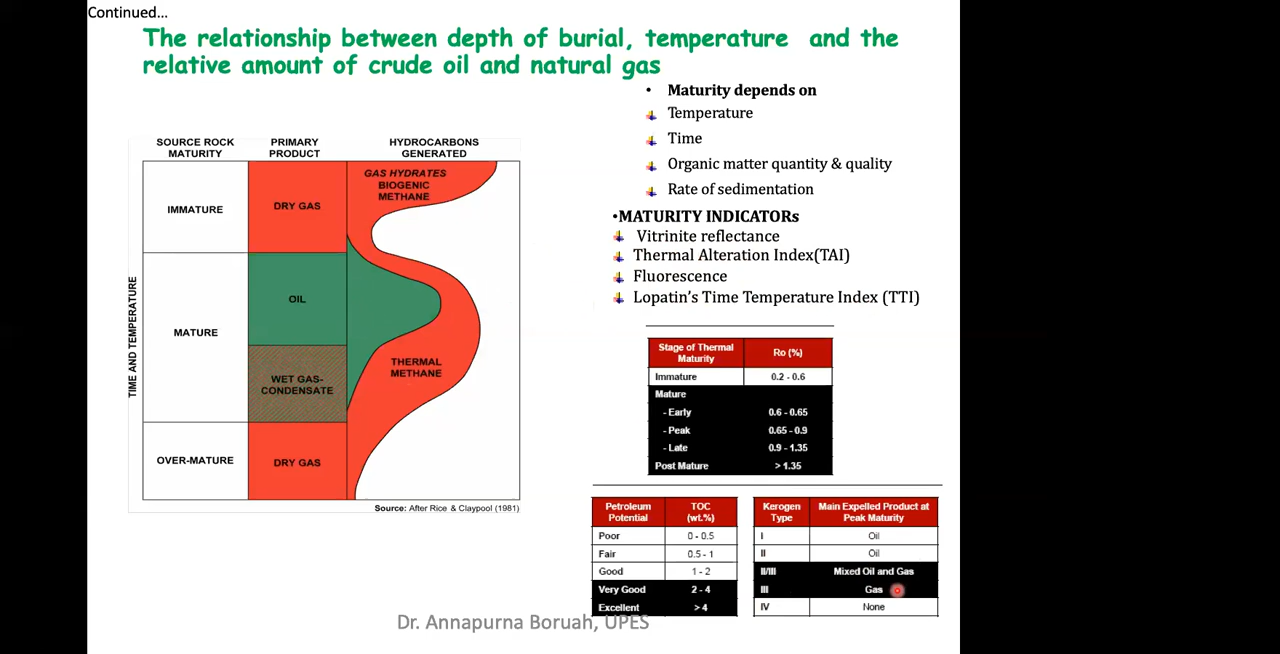 Continued...
The relationship between depth of burial, temperature and the
relative amount of crude oil and natural gas
• Maturity depends on
Temperature
Time
Organic matter quantity & quality
Rate of sedimentation
•MATURITY INDICATORs
Vitrinite reflectance
Thermal Alteration Index(TAI)
Fluorescence
Lopatin's Time Temperature Index (TTI)
SOURCE ROCK
MATURITY
PRIMARY
PRODUCT
HYDROCARBONS
GENERATED
TIME AND TEMPERATURE
IMMATURE
DRY GAS
GAS HYDRATES
BIOGENIC
METHANE
MATURE
OIL
WET GAS-
CONDENSATE
THERMAL
METHANE
OVER-MATURE
DRY GAS
Source: After Rice & Claypool (1981)
Stage of Thermal
Maturity
Ro (%)
Immature 0.2 - 0.6
Mature
- Early 0.6 - 0.65
- Peak 0.65 - 0.9
- Late 0.9 - 1.35
Post Mature > 1.35
Petroleum
Potential
TOC
(wt.%)
Poor 0 - 0.5
Fair 0.5 - 1
Good 1 - 2
Very Good 2 - 4
Excellent > 4
Kerogen
Type
Main Expelled Product at
Peak Maturity
I Oil
II Oil
II/III Mixed Oil and Gas
III Gas
IV None
Dr. Annapurna Boruah, UPES